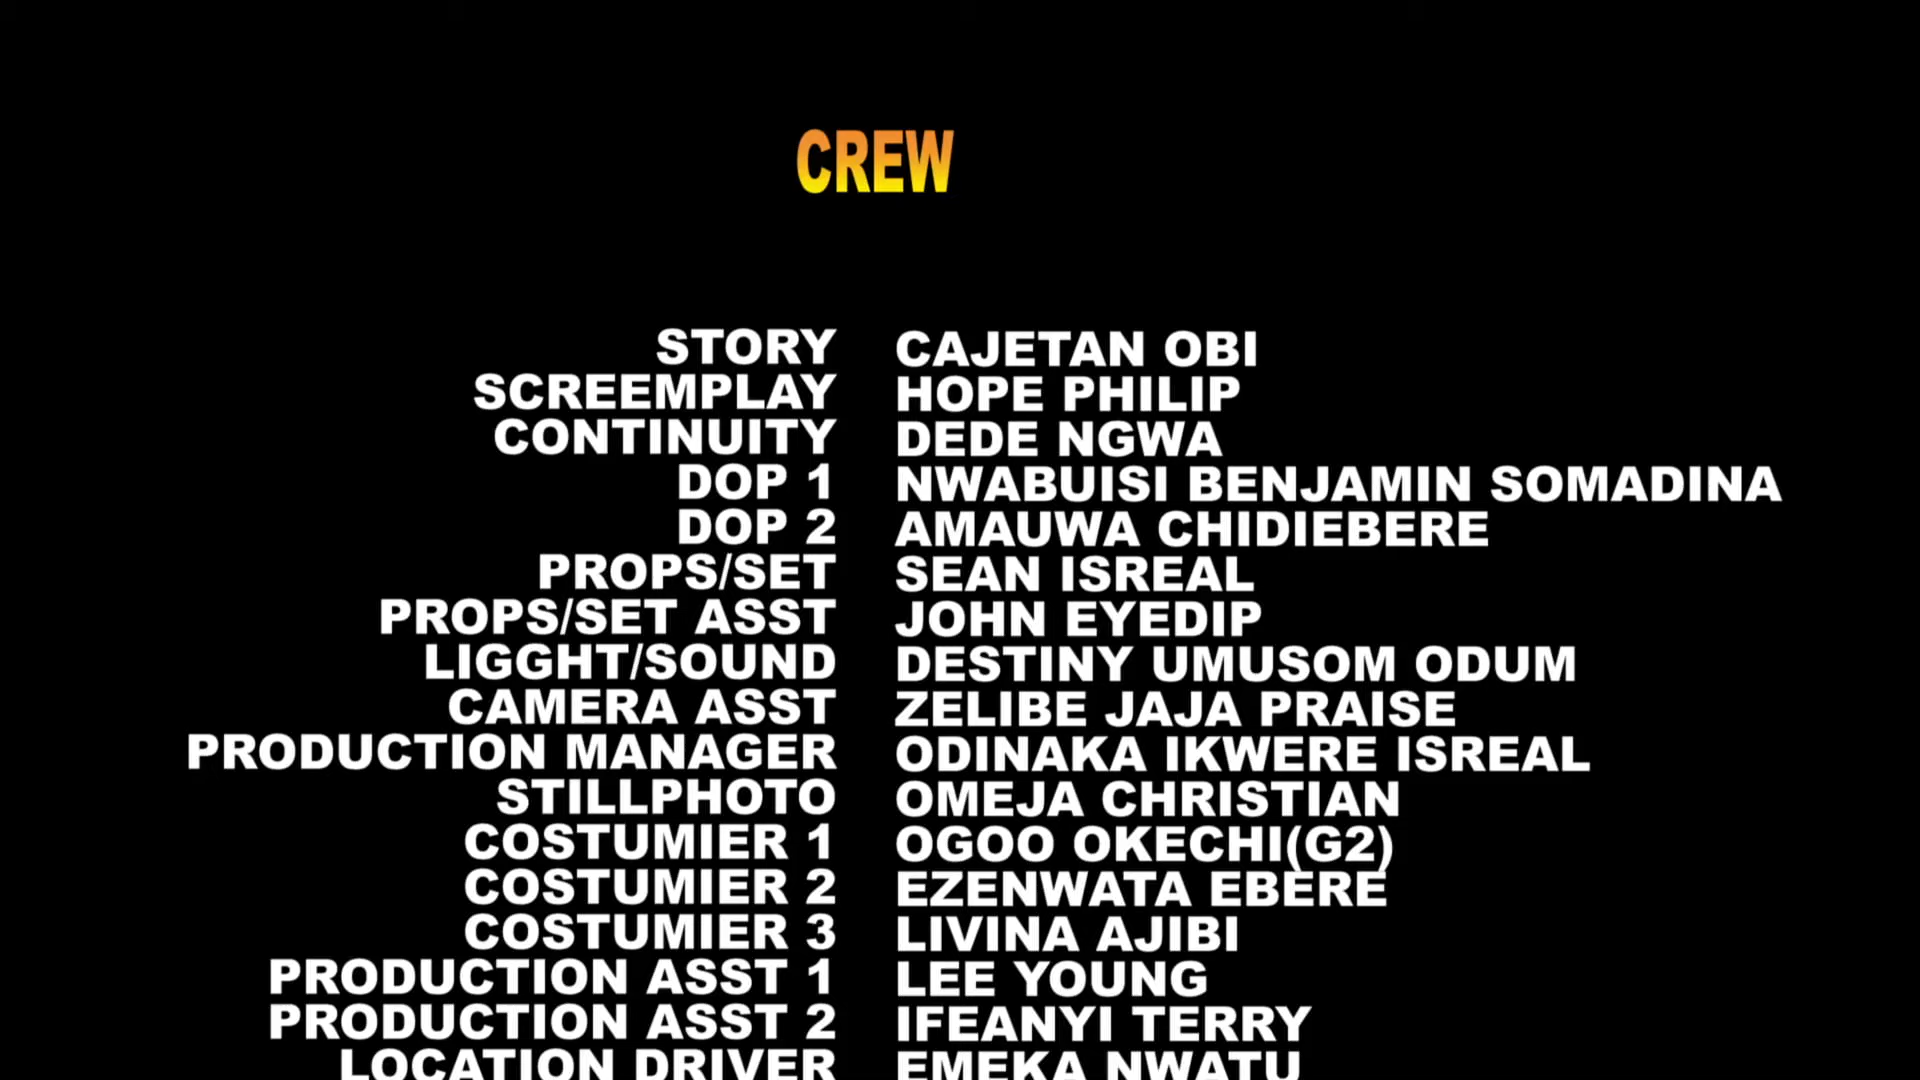 CREW
STORY CAJETAN OBI
SCREEMPLAY HOPE PHILIP
CONTINUITY DEDE NGWA
DOP 1 NWABUISI BENJAMIN SOMADINA
DOP 2 AMAUWA CHIDIEBERE
PROPS/SET SEAN ISREAL
PROPS/SET ASST JOHN EYEDIP
LIGGHT/SOUND DESTINY UMUSOM ODUM
CAMERA ASST ZELIBE JAJA PRAISE
PRODUCTION MANAGER ODINAKA IKWERE ISREAL
STILLPHOTO OMEJA CHRISTIAN
COSTUMIER 1 OGOO OKECHI(G2)
COSTUMIER 2 EZENWATA EBERE
COSTUMIER 3 LIVINA AJIBI
PRODUCTION ASST 1 LEE YOUNG
PRODUCTION ASST 2 IFEANYI TERRY
LOCATION DRIVER EMEKA NWATU